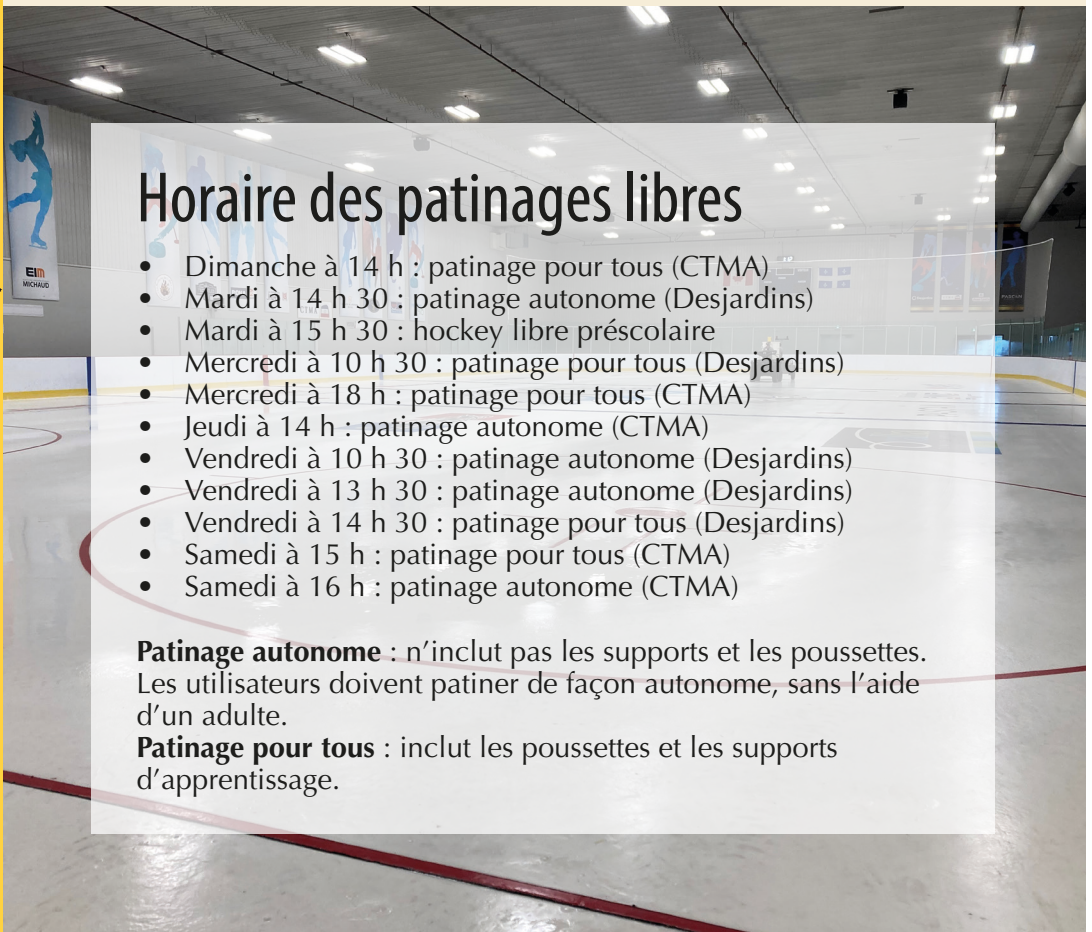 Horaire des patinages libres
• Dimanche à 14 h : patinage pour tous (CTMA)
• Mardi à 14 h 30 : patinage autonome (Desjardins)
• Mardi à 15 h 30 : hockey libre préscolaire
• Mercredi à 10 h 30 : patinage pour tous (Desjardins)
• Mercredi à 18 h : patinage pour tous (CTMA)
• Jeudi à 14 h : patinage autonome (CTMA)
• Vendredi à 10 h 30 : patinage autonome (Desjardins)
• Vendredi à 13 h 30 : patinage autonome (Desjardins)
• Vendredi à 14 h 30 : patinage pour tous (Desjardins)
• Samedi à 15 h : patinage pour tous (CTMA)
• Samedi à 16 h : patinage autonome (CTMA)
Patinage autonome : n’inclut pas les supports et les poussettes.
Les utilisateurs doivent patiner de façon autonome, sans l’aide
d’un adulte.
Patinage pour tous : inclut les poussettes et les supports
d’apprentissage.
EIM
MICHAUD